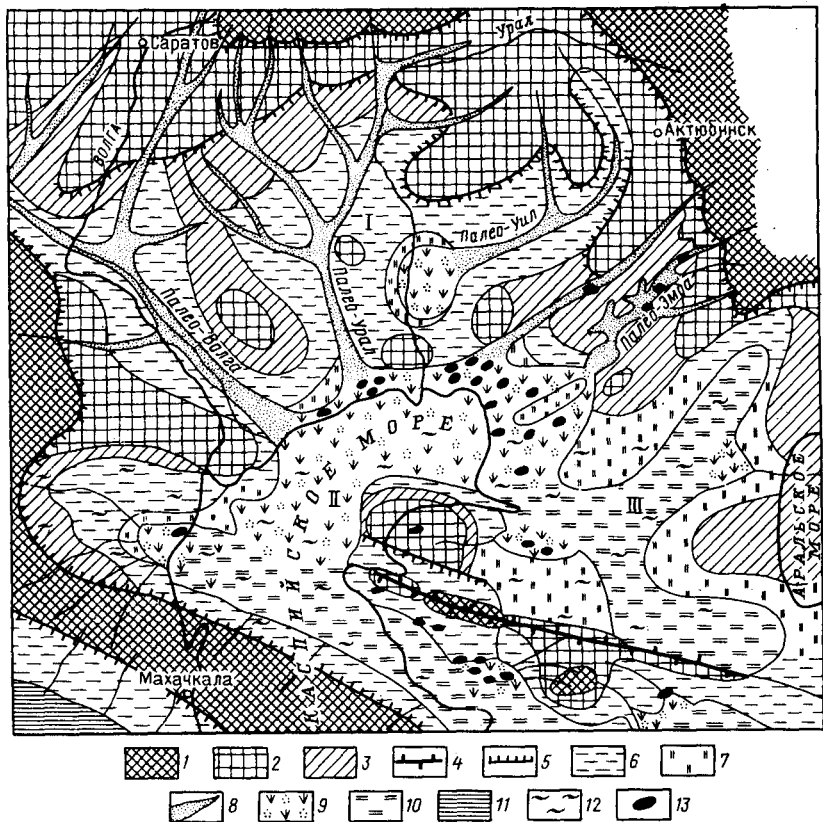 Саратов
Урал
Волга
Актюбинск
I
Палео-Уил
Палео-Волга
Палео-Урал
Палео-Эмба
КАСПИЙСКОЕ МОРЕ
II
III
АРАЛЬСКОЕ МОРЕ
Махачкала
1 2 3 4 5 6 7
8 9 10 11 12 13